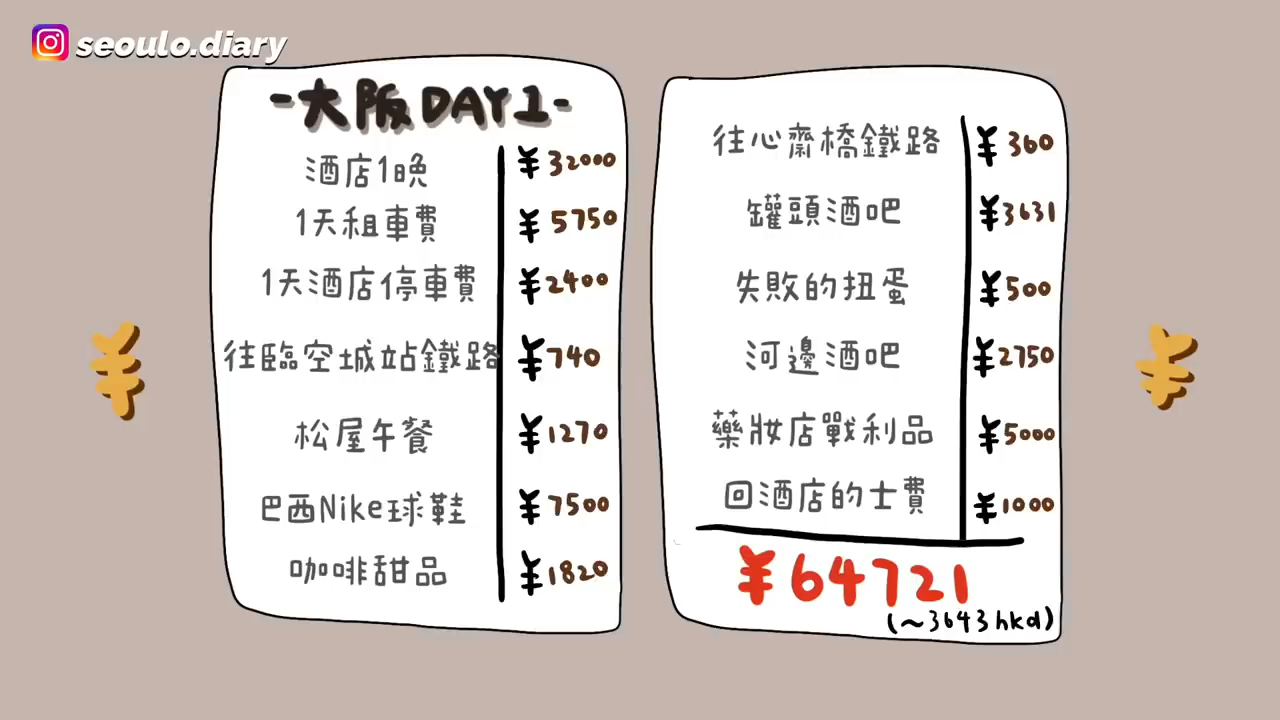 seoulo.diary
-大阪DAY1-
酒店1晚 ¥32000
1天租車費 ¥5750
1天酒店停車費 ¥2400
往臨空城站鐵路 ¥740
松屋午餐 ¥1270
巴西Nike球鞋 ¥7500
咖啡甜品 ¥1820
往心齋橋鐵路 ¥360
罐頭酒吧 ¥3631
失敗的扭蛋 ¥500
河邊酒吧 ¥2750
藥妝店戰利品 ¥5000
回酒店的士費 ¥1000
¥64721
(~3643hkd)
¥
¥